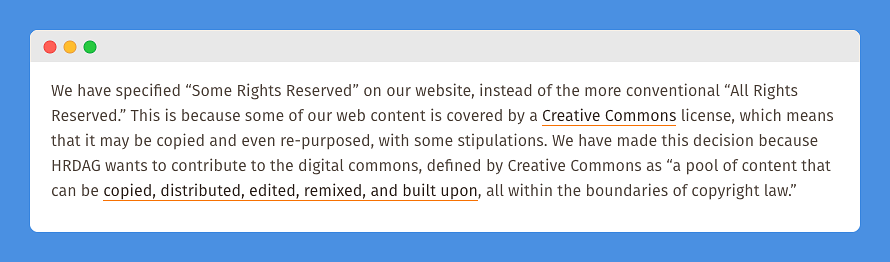 We have specified “Some Rights Reserved” on our website, instead of the more conventional “All Rights
Reserved.” This is because some of our web content is covered by a Creative Commons license, which means
that it may be copied and even re-purposed, with some stipulations. We have made this decision because
HRDAG wants to contribute to the digital commons, defined by Creative Commons as “a pool of content that
can be copied, distributed, edited, remixed, and built upon, all within the boundaries of copyright law.”